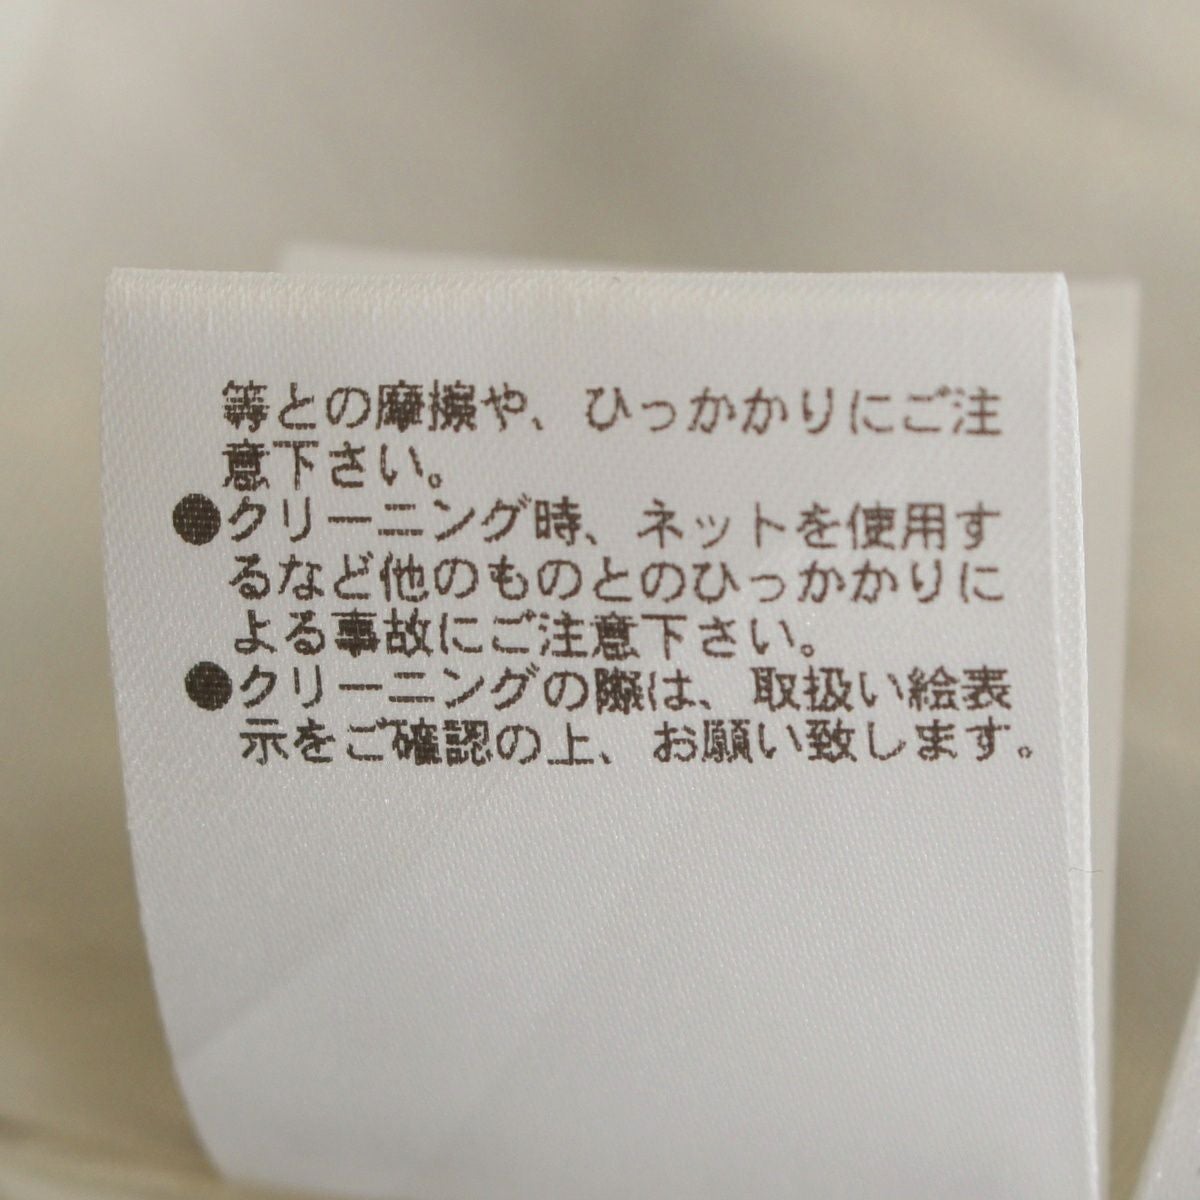 等との摩擦や、ひっかかりにご注
意下さい。
●クリーニング時、ネットを使用す
るなど他のものとのひっかかりに
よる事故にご注意下さい。
●クリーニングの際は、取扱い絵表
示をご確認の上、お願い致します。